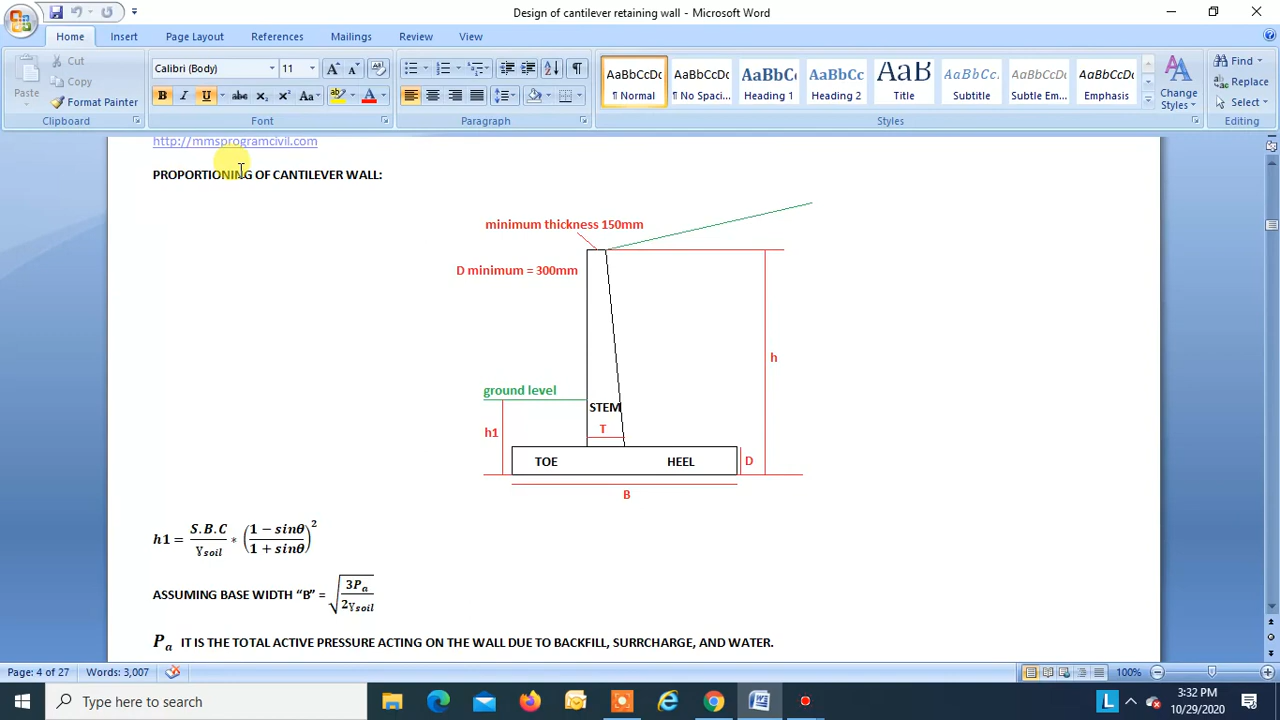 Design of cantilever retaining wall - Microsoft Word
Home Insert Page Layout References Mailings Review View
Paste
Cut
Copy
Format Painter
Clipboard
Calibri (Body) 11
Font
Paragraph
AaBbCcDc AaBbCcDc AaBbCc AaBbCc AaB AaBbCc. AaBbCcDc AaBbCcDc
¶ Normal ¶ No Spaci... Heading 1 Heading 2 Title Subtitle Subtle Em... Emphasis
Change Styles
Styles
Find
Replace
Select
Editing
http://mmsprogramcivil.com
PROPORTIONING OF CANTILEVER WALL:
minimum thickness 150mm
D minimum = 300mm
h
ground level
STEM
h1
T
TOE
HEEL
D
B
h1 = S.B.C / γsoil * ((1 − sinθ) / (1 + sinθ))²
ASSUMING BASE WIDTH “B” = √(3Pa / 2γsoil)
Pa IT IS THE TOTAL ACTIVE PRESSURE ACTING ON THE WALL DUE TO BACKFILL, SURRCHARGE, AND WATER.
Page: 4 of 27 Words: 3,007 100%
Type here to search
3:32 PM
10/29/2020